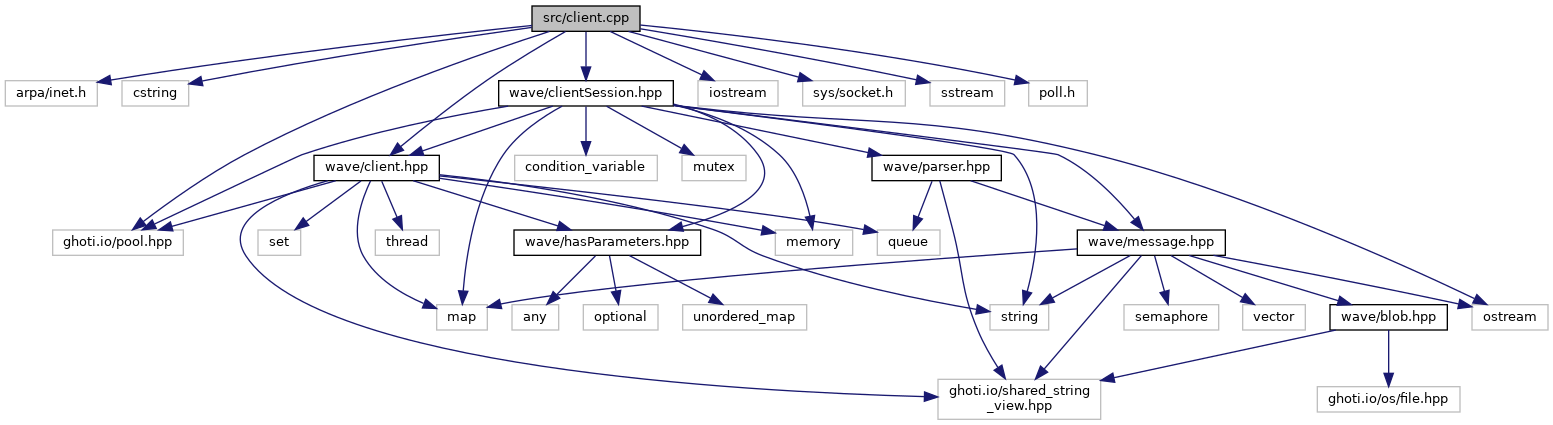 src/client.cpp
arpa/inet.h
cstring
wave/clientSession.hpp
iostream
sys/socket.h
sstream
poll.h
wave/client.hpp
condition_variable
mutex
wave/parser.hpp
ghoti.io/pool.hpp
set
thread
wave/hasParameters.hpp
memory
queue
wave/message.hpp
map
any
optional
unordered_map
string
semaphore
vector
wave/blob.hpp
ostream
ghoti.io/shared_string
_view.hpp
ghoti.io/os/file.hpp